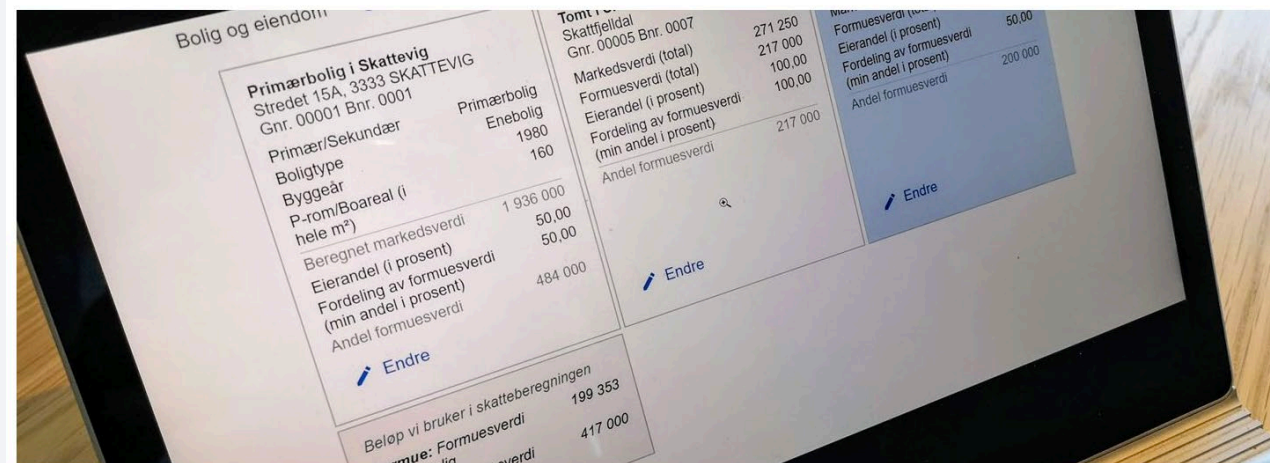 Bolig og eiendom
Primærbolig i Skattevig
Stredet 15A, 3333 SKATTEVIG
Gnr. 00001 Bnr. 0001
Primær/Sekundær Primærbolig
Boligtype Enebolig
Byggeår 1980
P-rom/Boareal (i 160
hele m²)
Beregnet markedsverdi 1 936 000
Eierandel (i prosent) 50,00
Fordeling av formuesverdi 50,00
(min andel i prosent)
Andel formuesverdi 484 000
Endre
Tomt i
Skattfjelldal
Gnr. 00005 Bnr. 0007
Markedsverdi (total) 271 250
Formuesverdi (total) 217 000
Eierandel (i prosent) 100,00
Fordeling av formuesverdi 100,00
(min andel i prosent)
Andel formuesverdi 217 000
Endre
Formuesverdi
Eierandel (i prosent) 50,00
Fordeling av formuesverdi
(min andel i prosent)
Andel formuesverdi 200 000
Endre
Beløp vi bruker i skatteberegningen
Formuesverdi 199 353
417 000